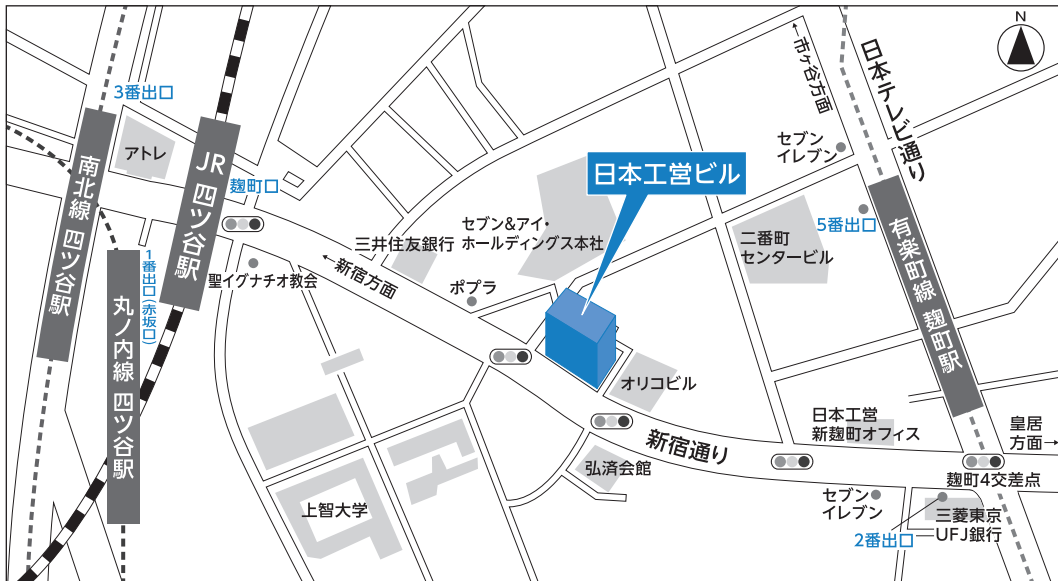 N
←市ヶ谷方面
日本テレビ通り
3番出口
アトレ
南北線 四ツ谷駅
JR 四ツ谷駅
麹町口
1番出口(赤坂口)
丸ノ内線 四ツ谷駅
聖イグナチオ教会
←新宿方面
三井住友銀行
セブン&アイ・
ホールディングス本社
ポプラ
日本工営ビル
セブン
イレブン
5番出口
有楽町線 麹町駅
二番町
センタービル
オリコビル
日本工営
新麹町オフィス
皇居
方面→
新宿通り
弘済会館
上智大学
麹町4交差点
セブン
イレブン
2番出口
三菱東京
UFJ銀行